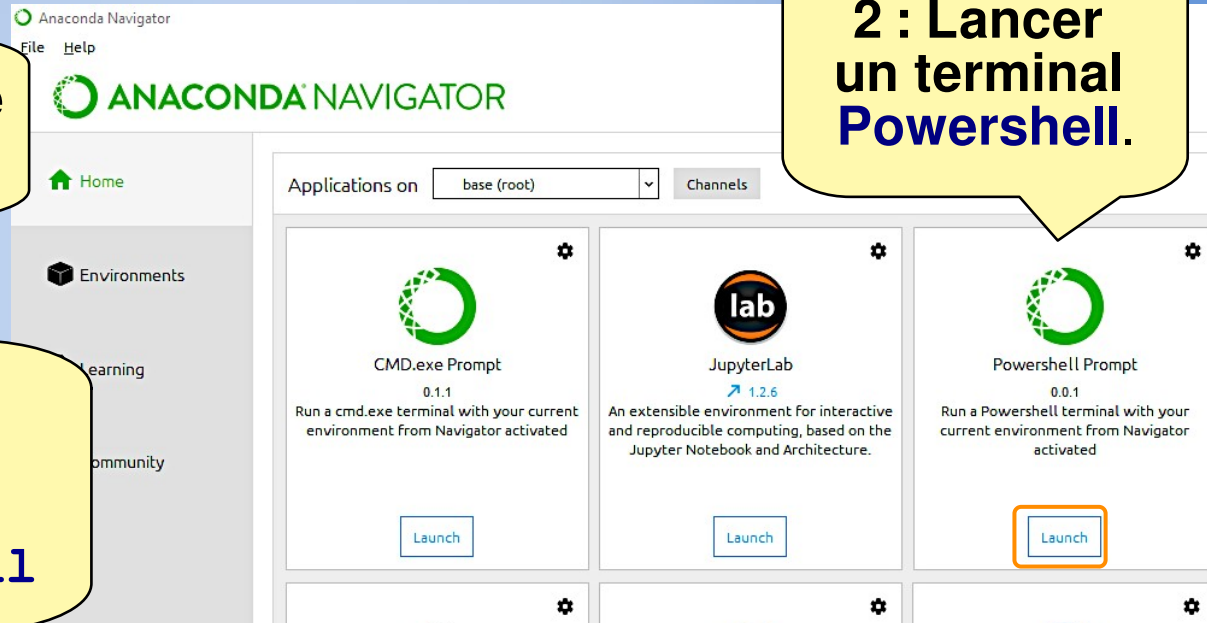 Anaconda Navigator
File Help
ANACONDA NAVIGATOR
2 : Lancer
un terminal
Powershell.
Home
Applications on base (root) Channels
Environments
Learning
Community
CMD.exe Prompt
0.1.1
Run a cmd.exe terminal with your current
environment from Navigator activated
Launch
lab
JupyterLab
1.2.6
An extensible environment for interactive
and reproducible computing, based on the
Jupyter Notebook and Architecture.
Launch
Powershell Prompt
0.0.1
Run a Powershell terminal with your
current environment from Navigator
activated
Launch